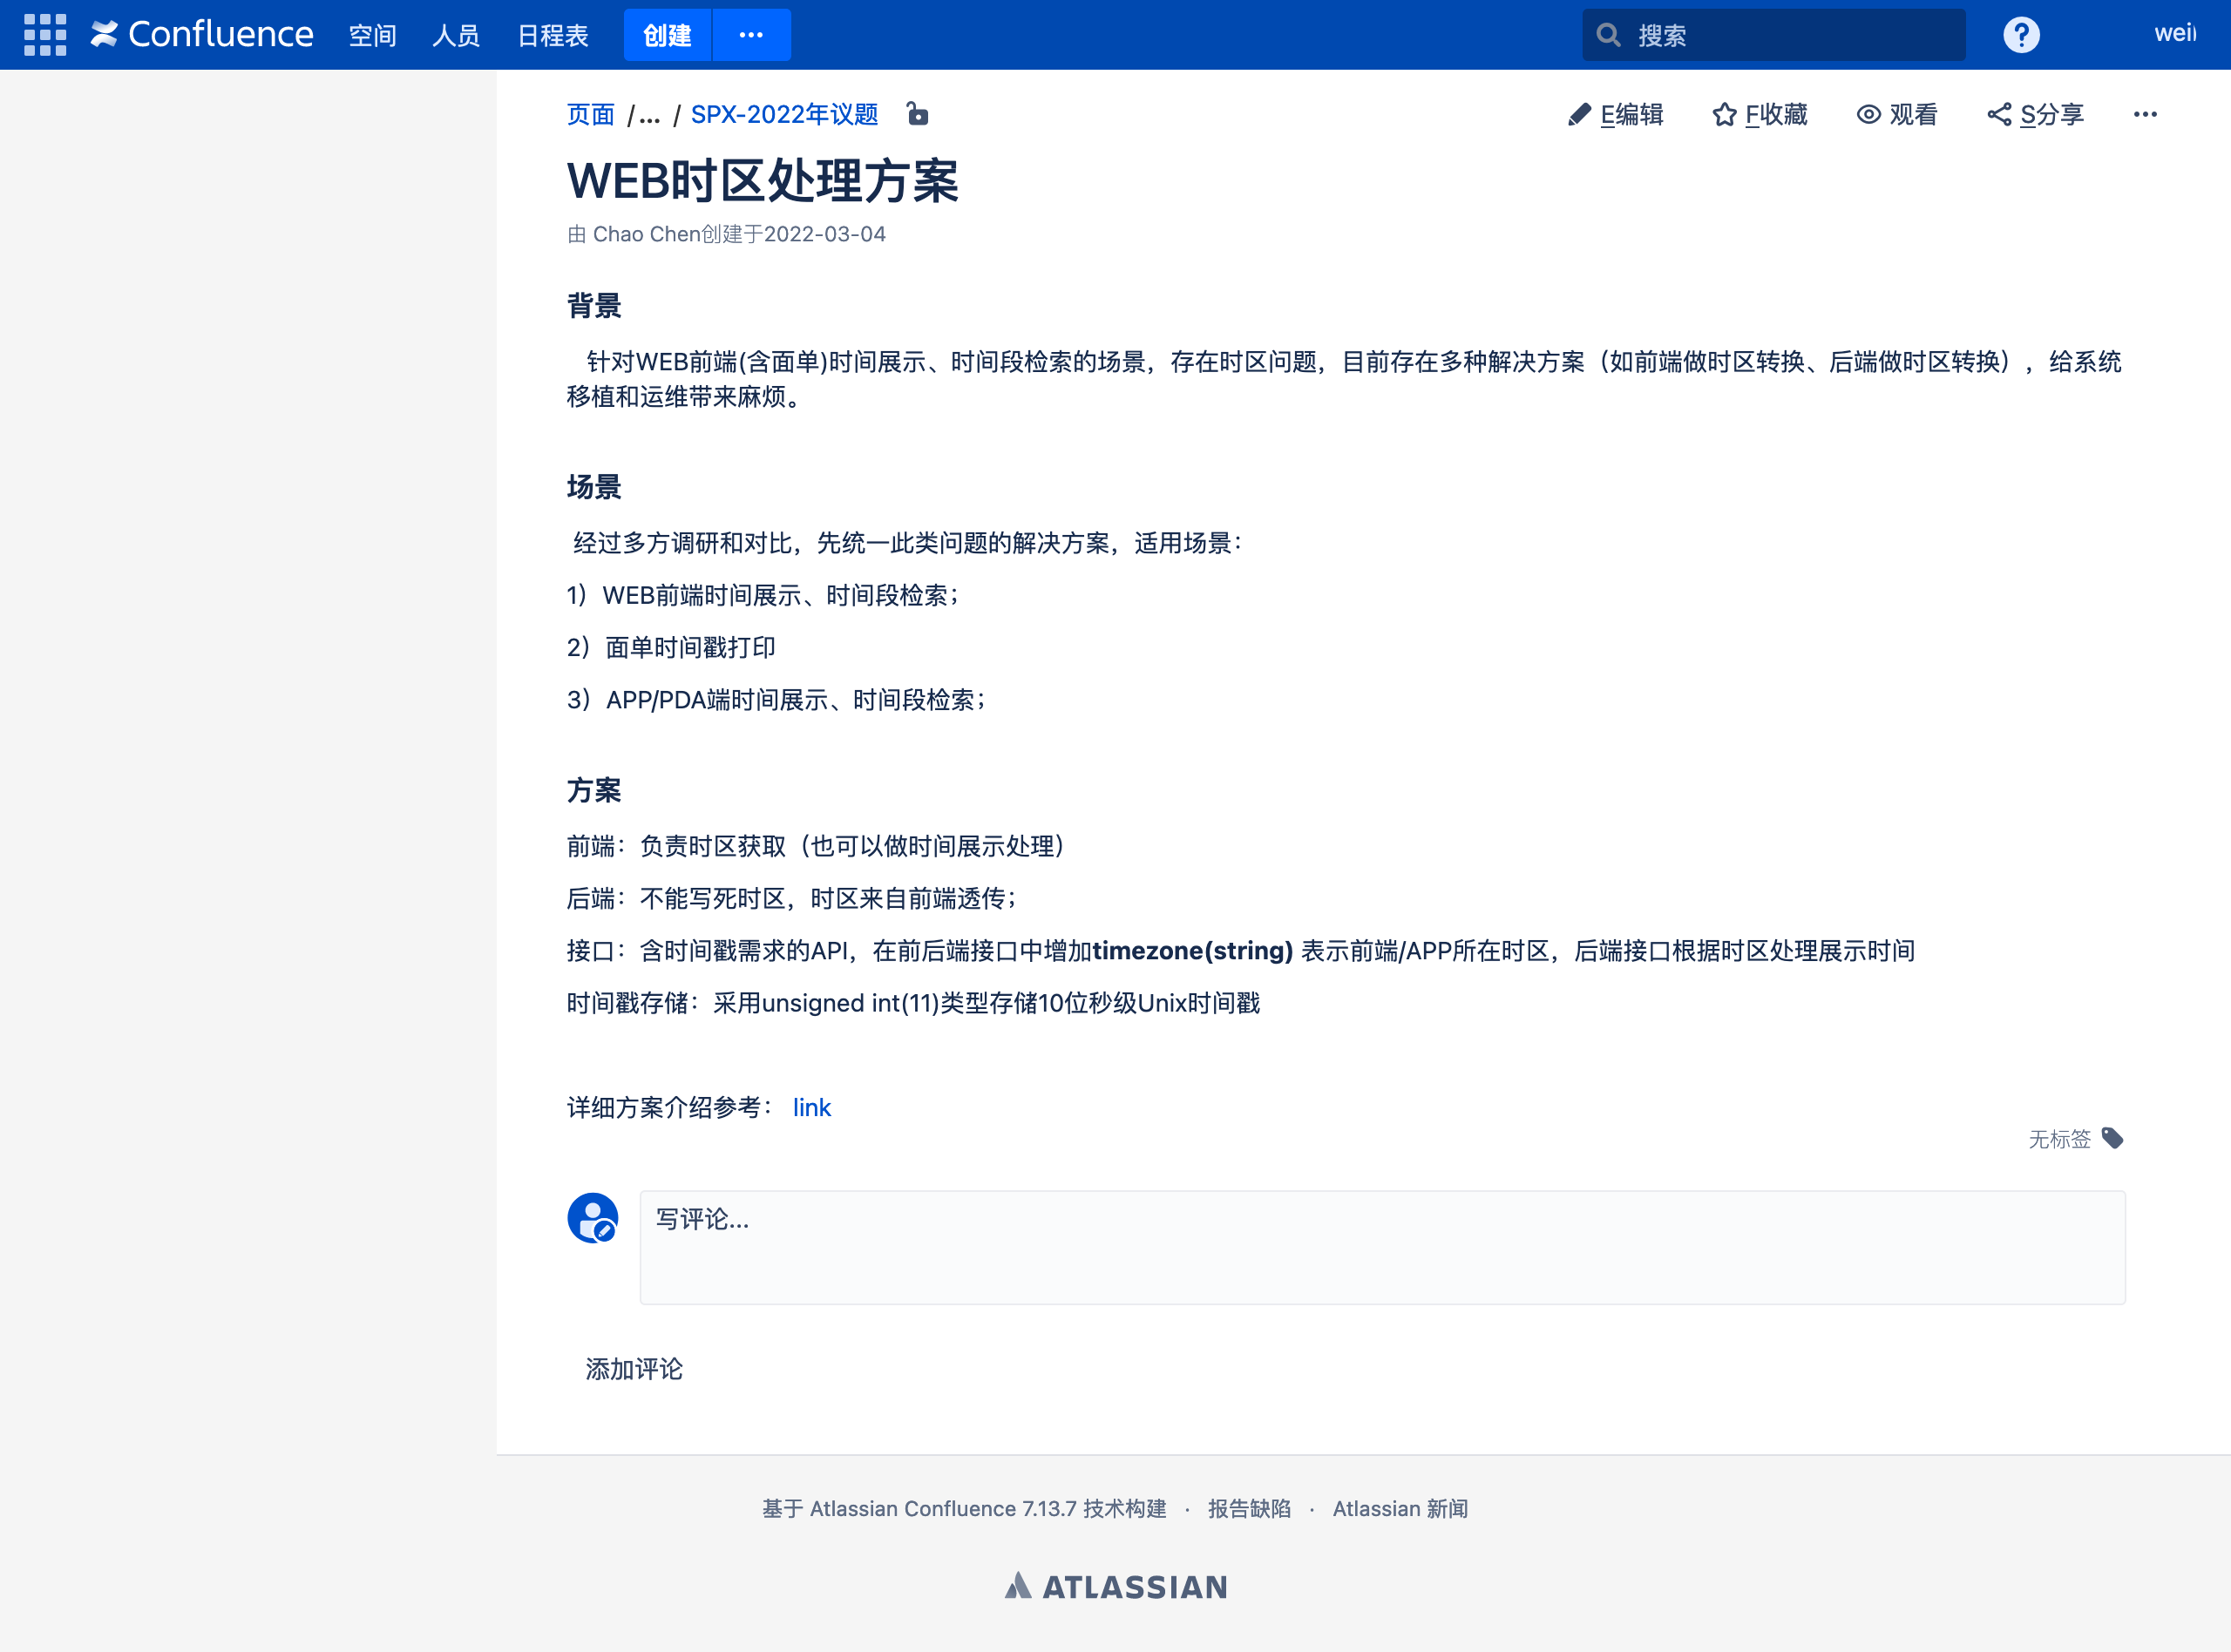 Confluence 空间 人员 日程表 创建 ··· 搜索 ? wei
页面 /... / SPX-2022年议题 E编辑 F收藏 观看 S分享 ···
WEB时区处理方案
由 Chao Chen创建于2022-03-04
背景
针对WEB前端(含面单)时间展示、时间段检索的场景，存在时区问题，目前存在多种解决方案（如前端做时区转换、后端做时区转换），给系统
移植和运维带来麻烦。
场景
经过多方调研和对比，先统一此类问题的解决方案，适用场景：
1）WEB前端时间展示、时间段检索；
2）面单时间戳打印
3）APP/PDA端时间展示、时间段检索；
方案
前端：负责时区获取（也可以做时间展示处理）
后端：不能写死时区，时区来自前端透传；
接口：含时间戳需求的API，在前后端接口中增加timezone(string) 表示前端/APP所在时区，后端接口根据时区处理展示时间
时间戳存储：采用unsigned int(11)类型存储10位秒级Unix时间戳
详细方案介绍参考： link
无标签
写评论...
添加评论
基于 Atlassian Confluence 7.13.7 技术构建 · 报告缺陷 · Atlassian 新闻
ATLASSIAN